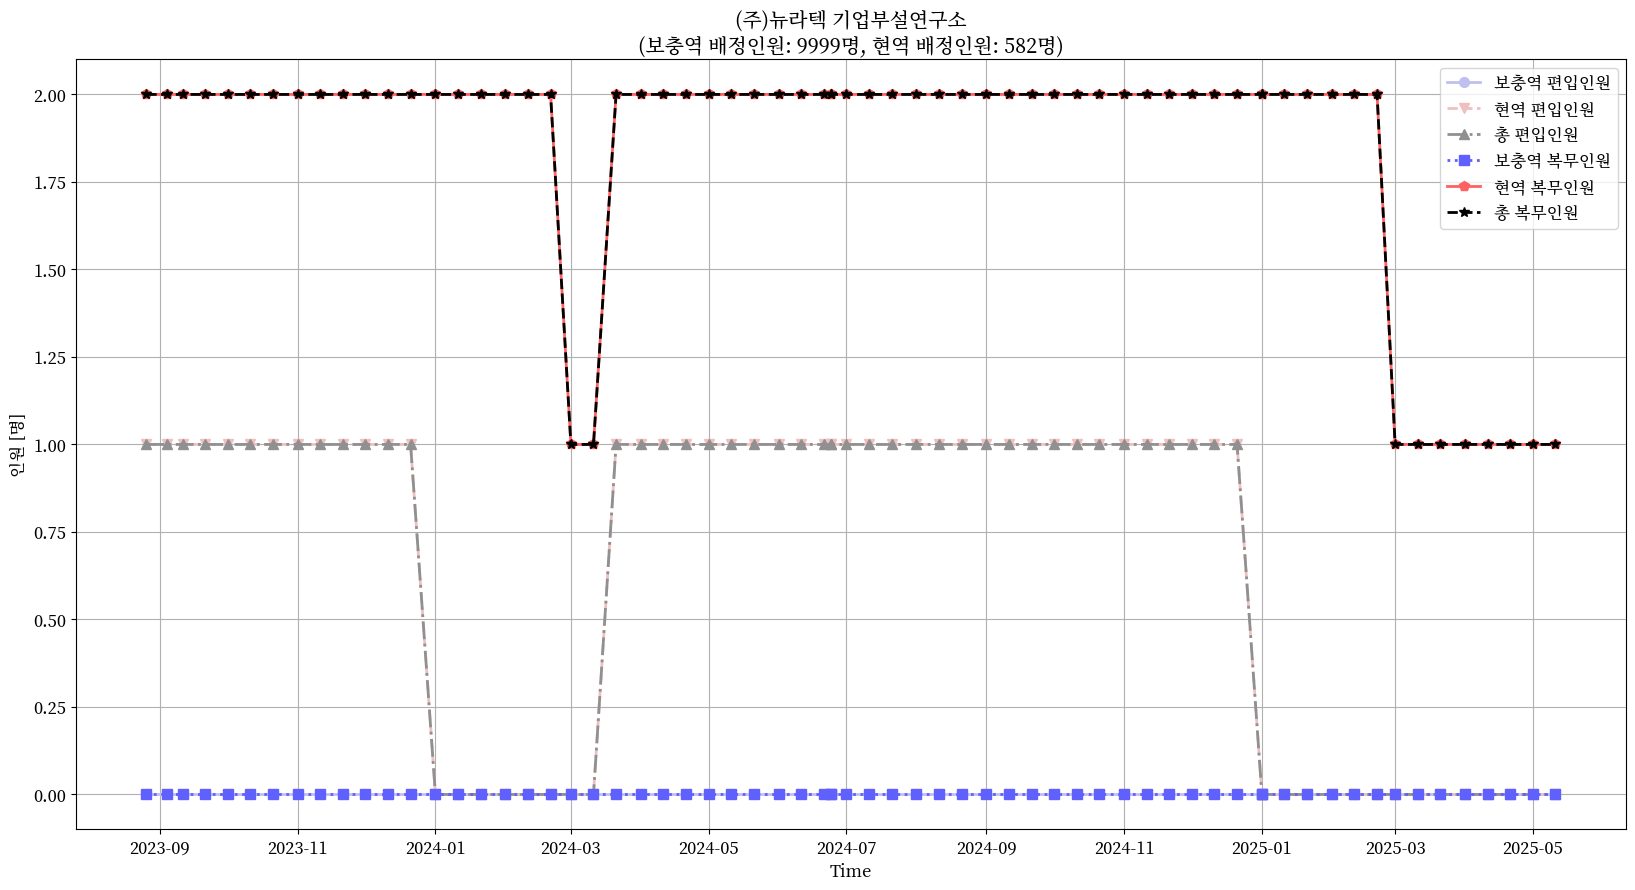 (주)뉴라텍 기업부설연구소
(보충역 배정인원: 9999명, 현역 배정인원: 582명)
보충역 편입인원
현역 편입인원
총 편입인원
보충역 복무인원
현역 복무인원
총 복무인원
인원 [명]
2.00
1.75
1.50
1.25
1.00
0.75
0.50
0.25
0.00
2023-09 2023-11 2024-01 2024-03 2024-05 2024-07 2024-09 2024-11 2025-01 2025-03 2025-05
Time